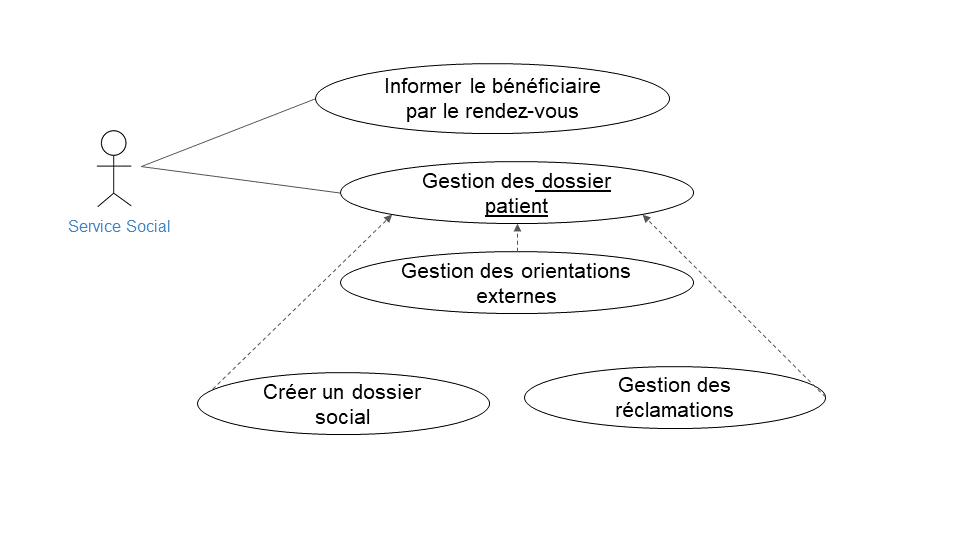 Informer le bénéficiaire
par le rendez-vous
Gestion des dossier
patient
Service Social
Gestion des orientations
externes
Créer un dossier
social
Gestion des
réclamations